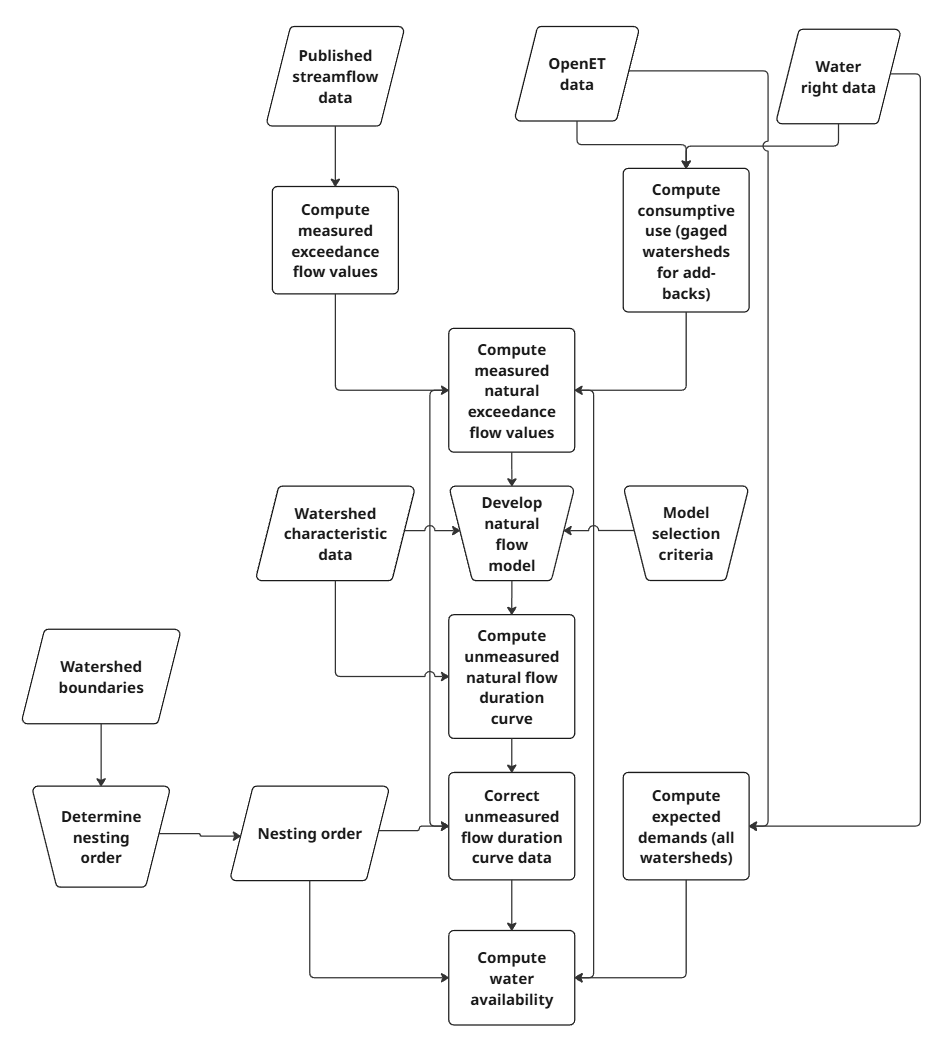 Published
streamflow
data
OpenET
data
Water
right data
Compute
measured
exceedance
flow values
Compute
consumptive
use (gaged
watersheds
for add-
backs)
Compute
measured
natural
exceedance
flow values
Watershed
characteristic
data
Develop
natural
flow
model
Model
selection
criteria
Compute
unmeasured
natural flow
duration
curve
Watershed
boundaries
Determine
nesting
order
Nesting order
Correct
unmeasured
flow duration
curve data
Compute
expected
demands (all
watersheds)
Compute
water
availability